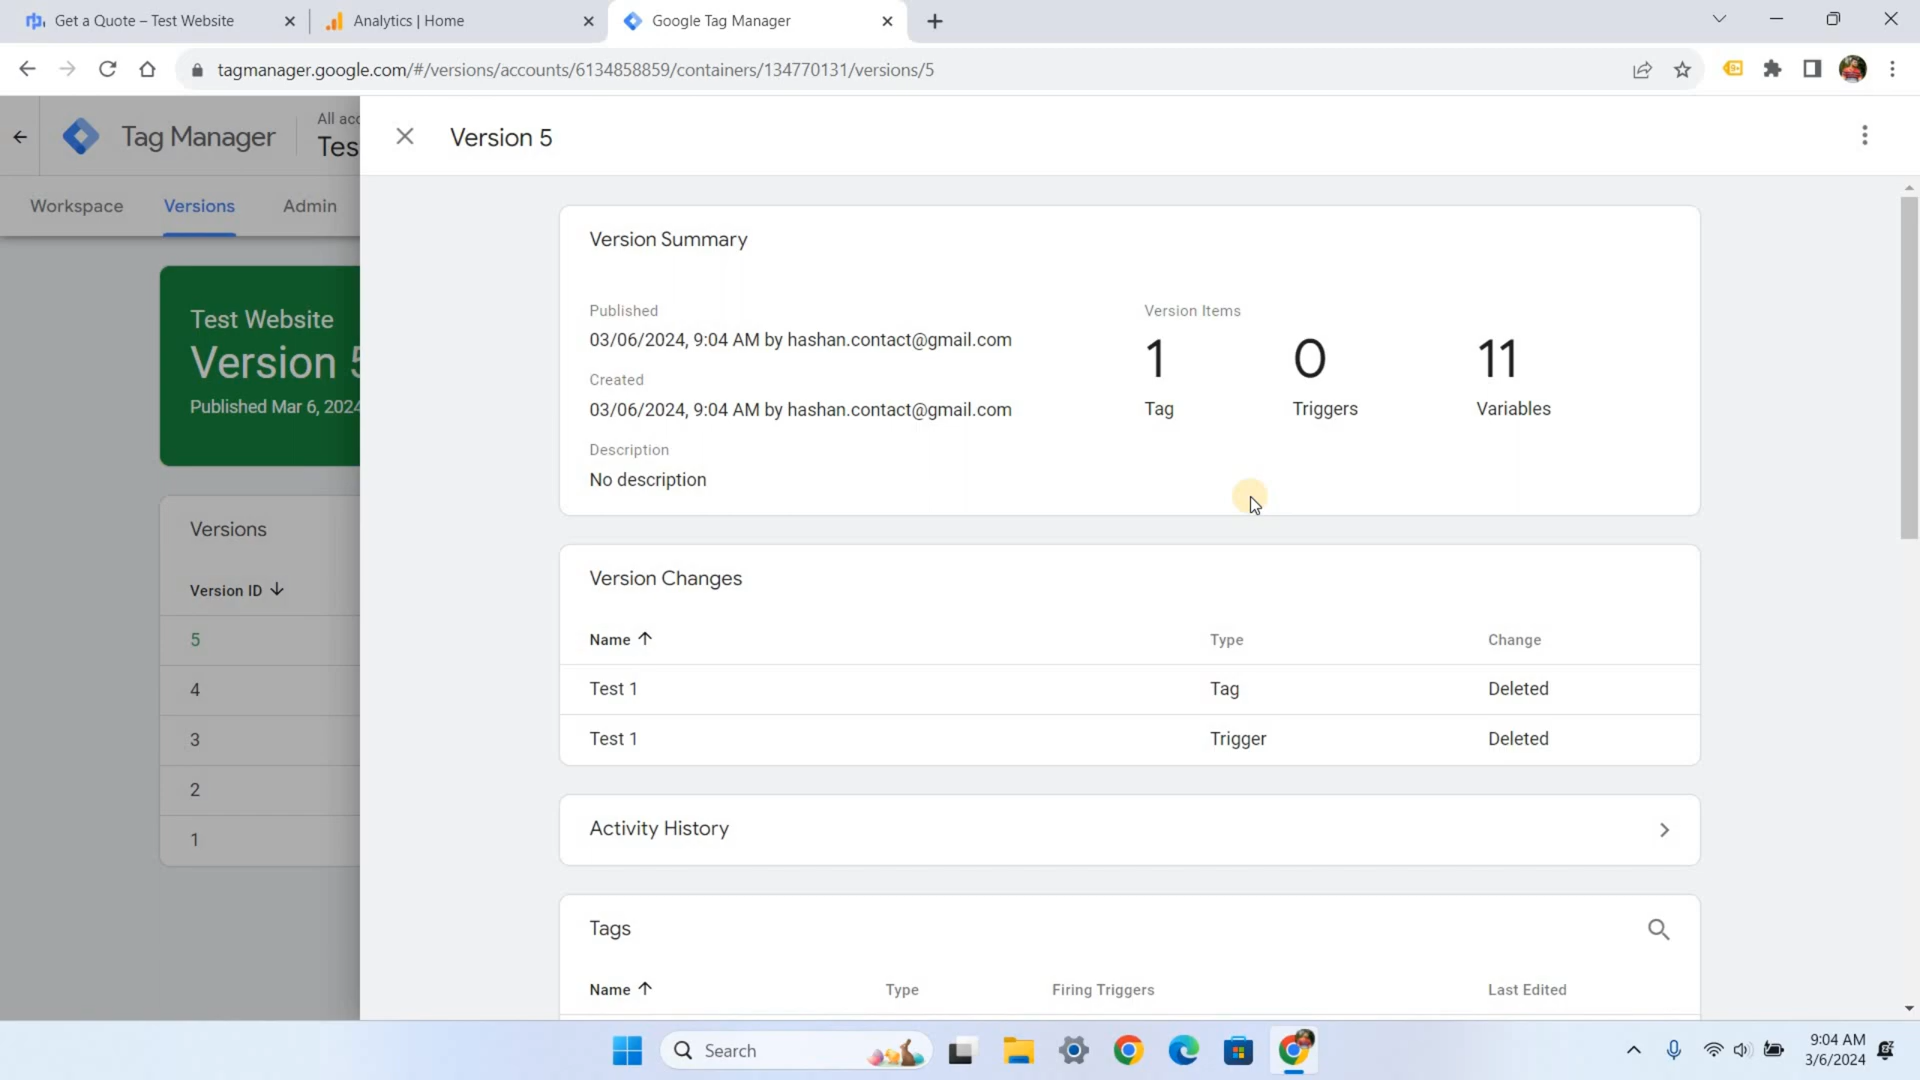 Get a Quote – Test Website
Analytics | Home
Google Tag Manager
tagmanager.google.com/#/versions/accounts/6134858859/containers/134770131/versions/5
Tag Manager
All acc
Tes
Version 5
Workspace
Versions
Admin
Test Website
Version 5
Published Mar 6, 2024
Versions
Version ID
5
4
3
2
1
Version Summary
Published
03/06/2024, 9:04 AM by hashan.contact@gmail.com
Created
03/06/2024, 9:04 AM by hashan.contact@gmail.com
Description
No description
Version Items
1 0 11
Tag Triggers Variables
Version Changes
Name Type Change
Test 1 Tag Deleted
Test 1 Trigger Deleted
Activity History
Tags
Name Type Firing Triggers Last Edited
Search
9:04 AM
3/6/2024